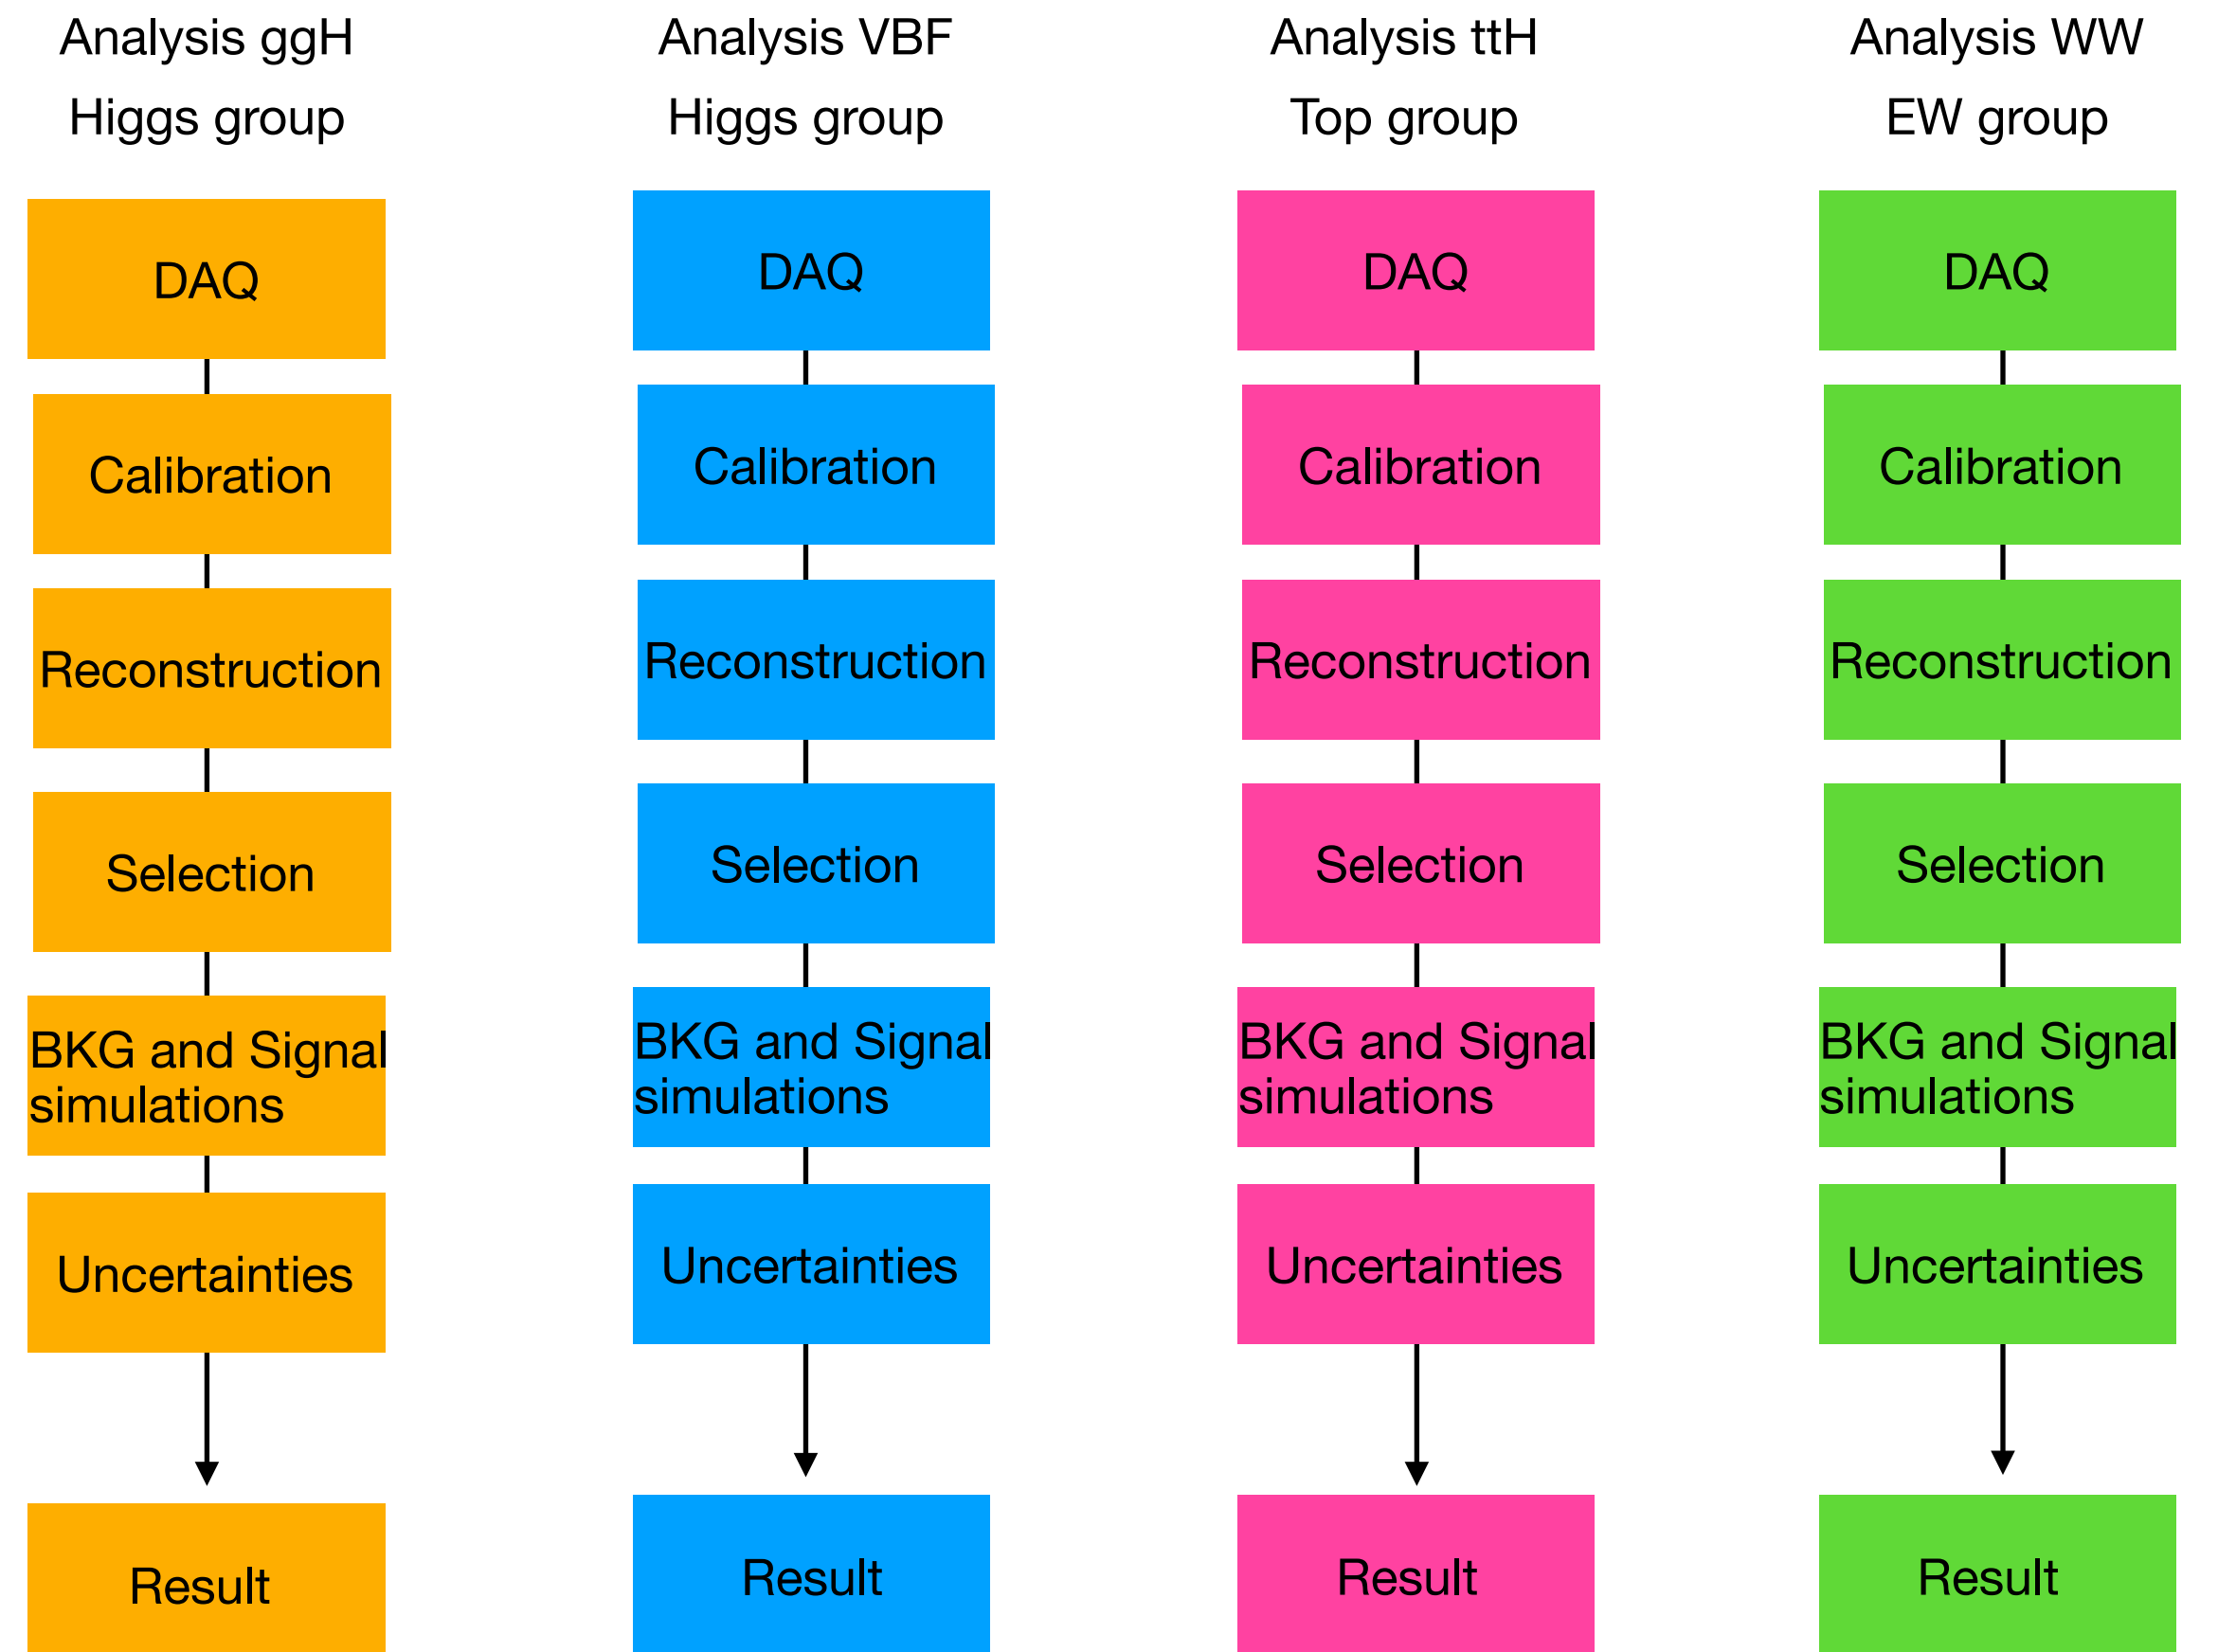 Analysis ggH
Higgs group
DAQ
Calibration
Reconstruction
Selection
BKG and Signal
simulations
Uncertainties
Result
Analysis VBF
Higgs group
DAQ
Calibration
Reconstruction
Selection
BKG and Signal
simulations
Uncertainties
Result
Analysis ttH
Top group
DAQ
Calibration
Reconstruction
Selection
BKG and Signal
simulations
Uncertainties
Result
Analysis WW
EW group
DAQ
Calibration
Reconstruction
Selection
BKG and Signal
simulations
Uncertainties
Result